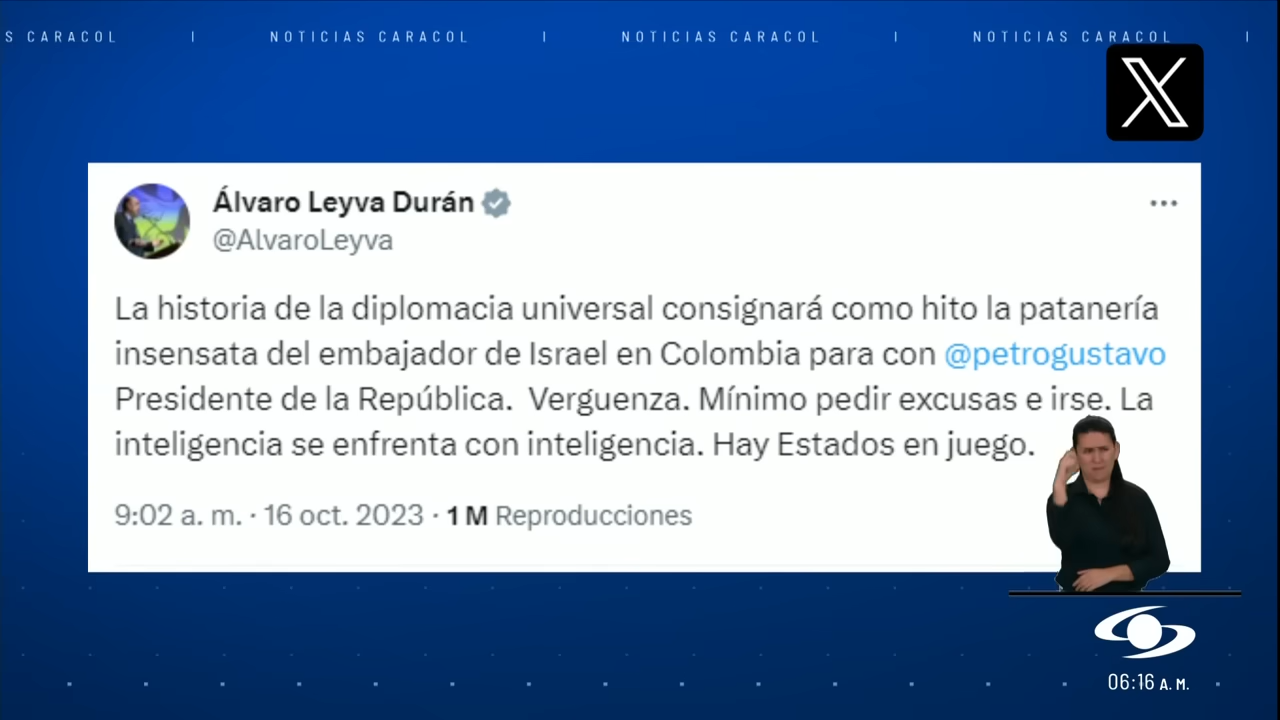 S CARACOL | NOTICIAS CARACOL | NOTICIAS CARACOL | NOTICIAS CARACOL |
Álvaro Leyva Durán
@AlvaroLeyva
La historia de la diplomacia universal consignará como hito la patanería
insensata del embajador de Israel en Colombia para con @petrogustavo
Presidente de la República.  Verguenza. Mínimo pedir excusas e irse. La
inteligencia se enfrenta con inteligencia. Hay Estados en juego.
9:02 a. m. · 16 oct. 2023 · 1 M Reproducciones
06:16 A. M.